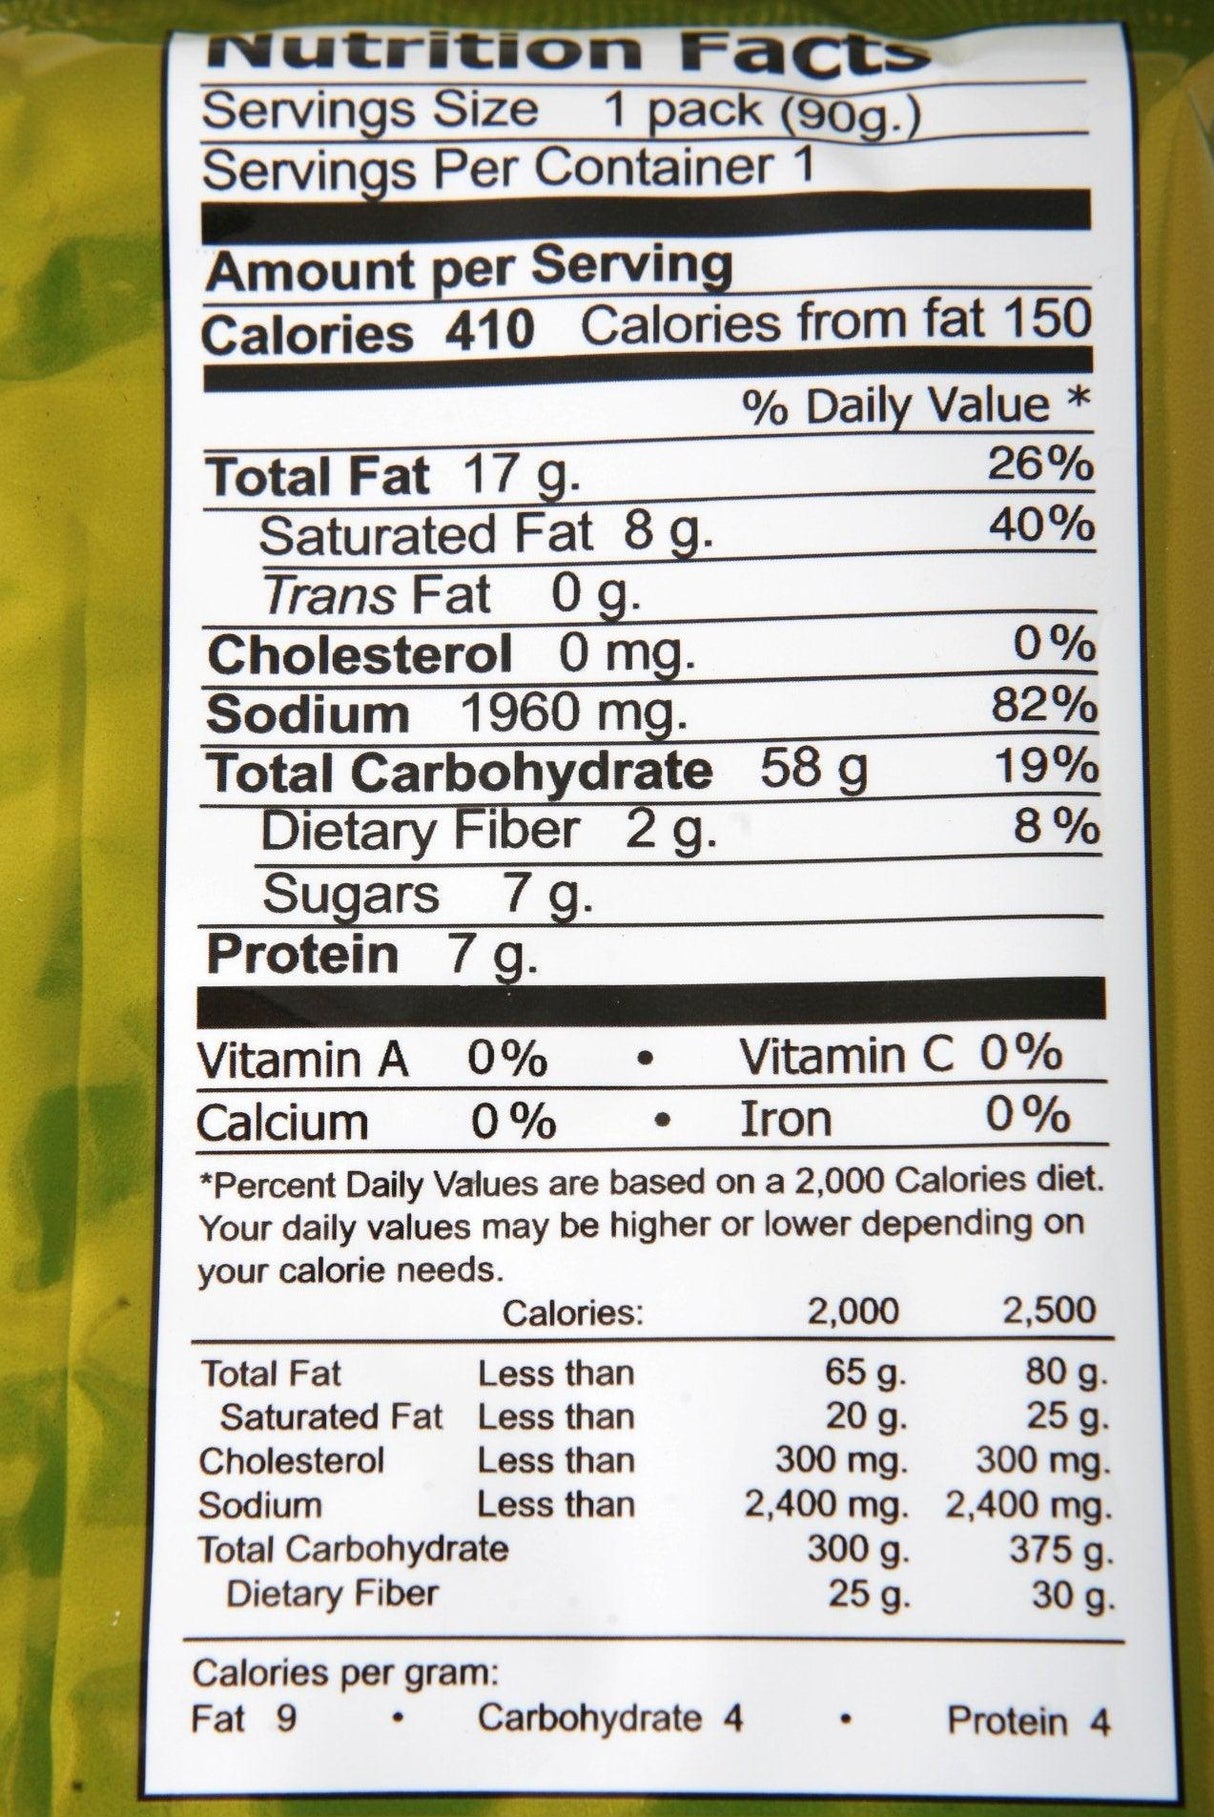 Nutrition Facts
Servings Size 1 pack (90g.)
Servings Per Container 1
Amount per Serving
Calories 410 Calories from fat 150
% Daily Value *
Total Fat 17 g. 26%
Saturated Fat 8 g. 40%
Trans Fat 0 g.
Cholesterol 0 mg. 0%
Sodium 1960 mg. 82%
Total Carbohydrate 58 g 19%
Dietary Fiber 2 g. 8%
Sugars 7 g.
Protein 7 g.
Vitamin A 0% • Vitamin C 0%
Calcium 0% • Iron 0%
*Percent Daily Values are based on a 2,000 Calories diet.
Your daily values may be higher or lower depending on
your calorie needs.
Calories: 2,000 2,500
Total Fat Less than 65 g. 80 g.
Saturated Fat Less than 20 g. 25 g.
Cholesterol Less than 300 mg. 300 mg.
Sodium Less than 2,400 mg. 2,400 mg.
Total Carbohydrate 300 g. 375 g.
Dietary Fiber 25 g. 30 g.
Calories per gram:
Fat 9 • Carbohydrate 4 • Protein 4